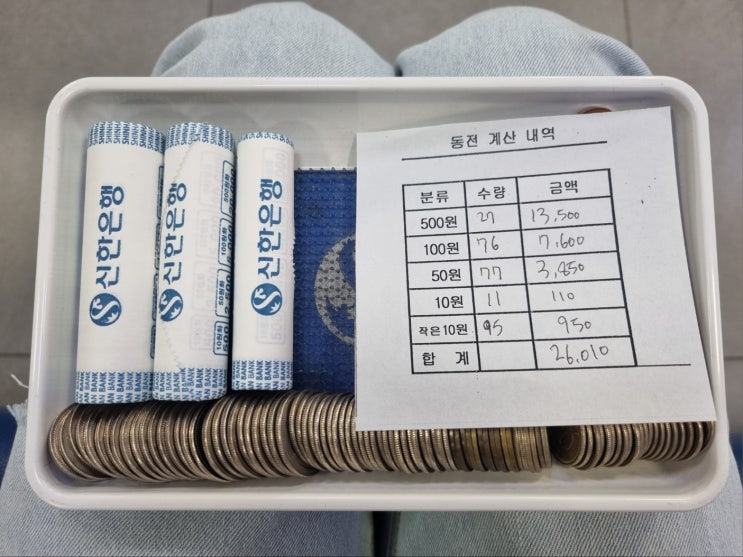 SHINHAN BANK
신한은행
신한은행
신한은행
동전 계산 내역
분류 수량 금액
500원 27 13,500
100원 76 7,600
50원 77 3,850
10원 11 110
작은10원 95 950
합 계 26,010